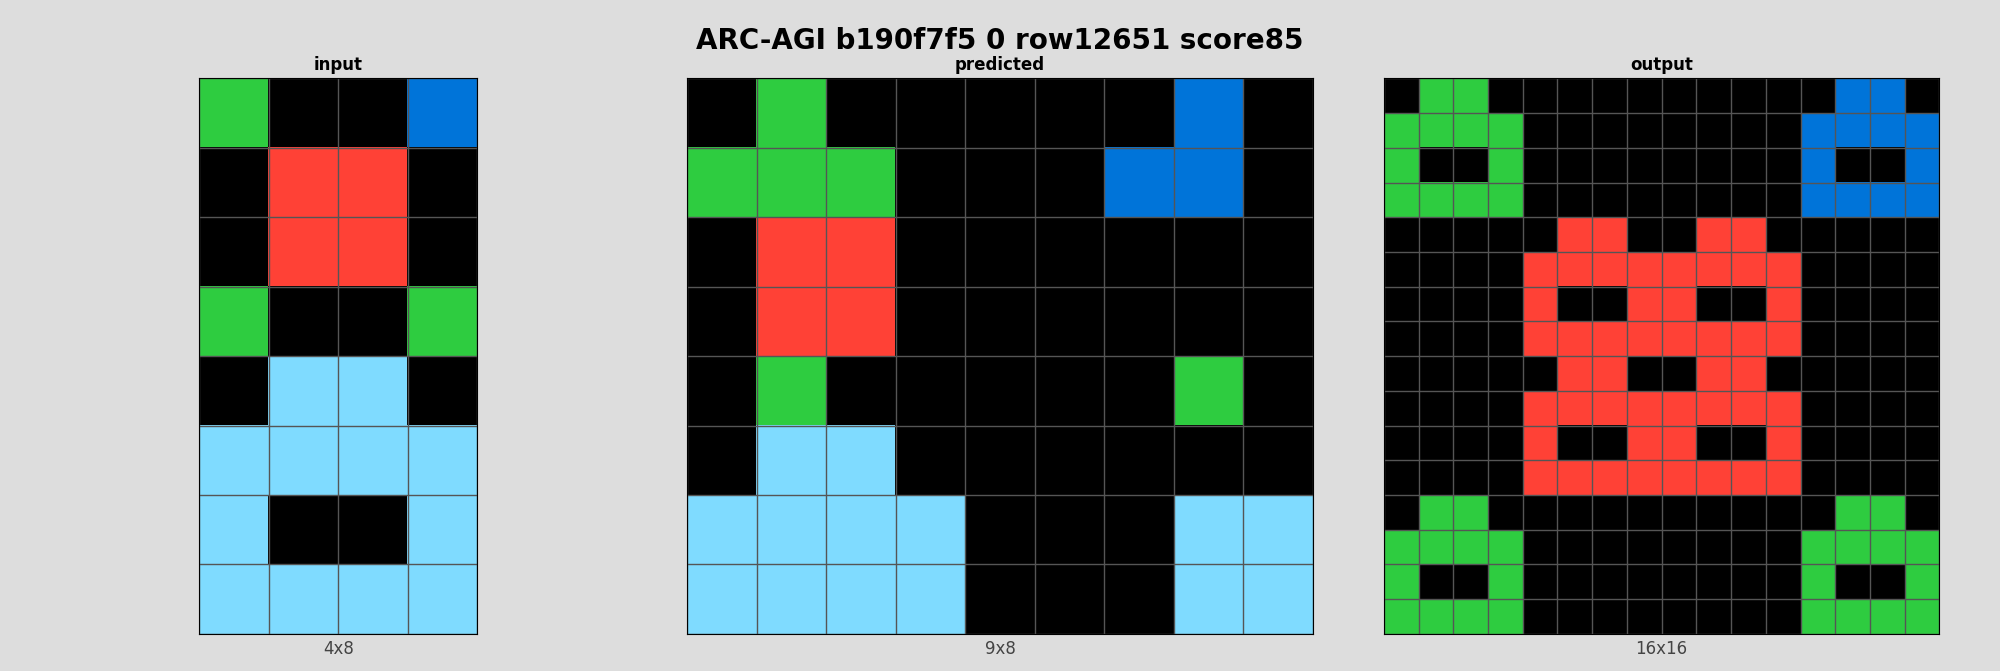 ARC-AGI b190f7f5 0 row12651 score85
input
predicted
output
4x8
9x8
16x16